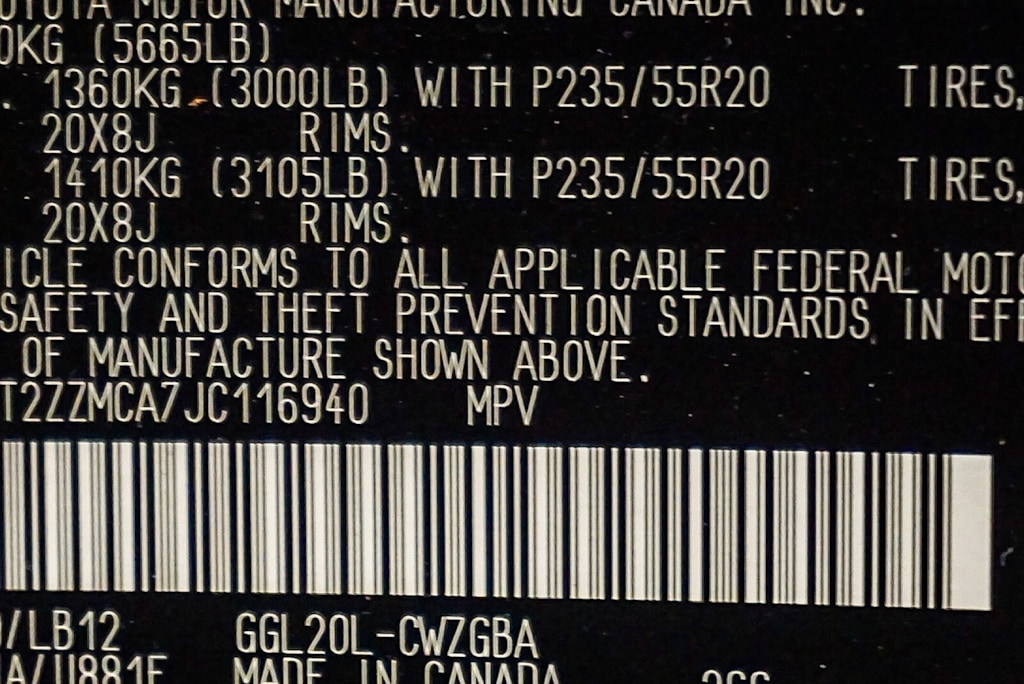 TOYOTA MOTOR MANUFACTURING CANADA INC.
0KG (5665LB)
. 1360KG (3000LB) WITH P235/55R20 TIRES,
20X8J RIMS.
1410KG (3105LB) WITH P235/55R20 TIRES,
20X8J RIMS.
ICLE CONFORMS TO ALL APPLICABLE FEDERAL MOTO
SAFETY AND THEFT PREVENTION STANDARDS IN EFF
OF MANUFACTURE SHOWN ABOVE.
T2ZZMCA7JC116940 MPV
/LB12 GGL20L-CWZGBA
A/U881F MADE IN CANADA